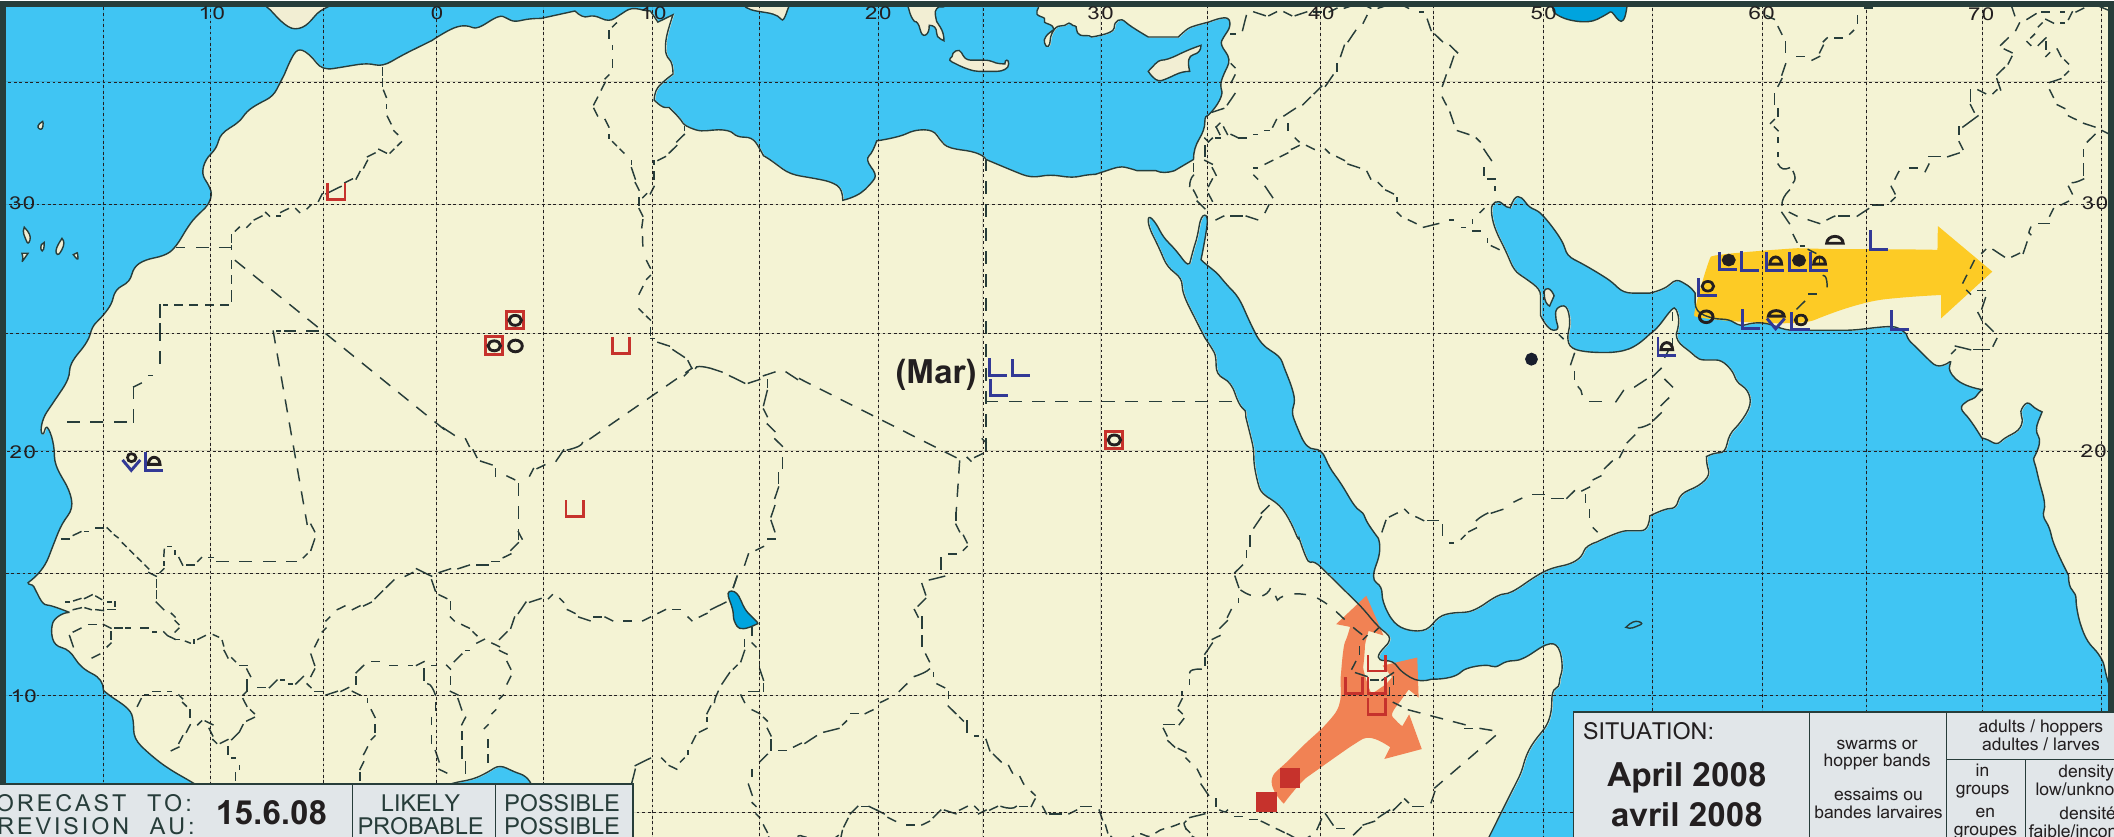 10 0 10 20 30 40 50 60 70
30 30
(Mar)
20 20
10
SITUATION:
April 2008
avril 2008
swarms or
hopper bands
essaims ou
bandes larvaires
adults / hoppers
adultes / larves
in
groups
en
groupes
density
low/unkno
densité
faible/incon
ORECAST TO:
REVISION AU:
15.6.08
LIKELY
PROBABLE
POSSIBLE
POSSIBLE